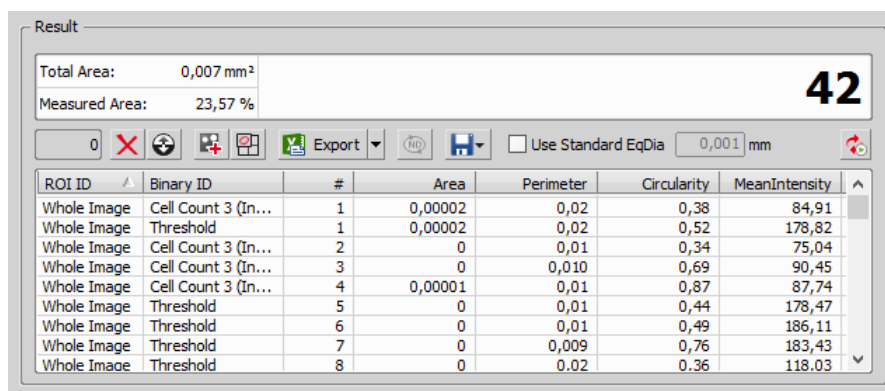 Result
Total Area: 0,007 mm²
42
Measured Area: 23,57 %
0 Export ND Use Standard EqDia 0,001 mm
ROI ID Binary ID # Area Perimeter Circularity MeanIntensity
Whole Image Cell Count 3 (In... 1 0,00002 0,02 0,38 84,91
Whole Image Threshold 1 0,00002 0,02 0,52 178,82
Whole Image Cell Count 3 (In... 2 0 0,01 0,34 75,04
Whole Image Cell Count 3 (In... 3 0 0,010 0,69 90,45
Whole Image Cell Count 3 (In... 4 0,00001 0,01 0,87 87,74
Whole Image Threshold 5 0 0,01 0,44 178,47
Whole Image Threshold 6 0 0,01 0,49 186,11
Whole Image Threshold 7 0 0,009 0,76 183,43
Whole Image Threshold 8 0 0,02 0,36 118,03